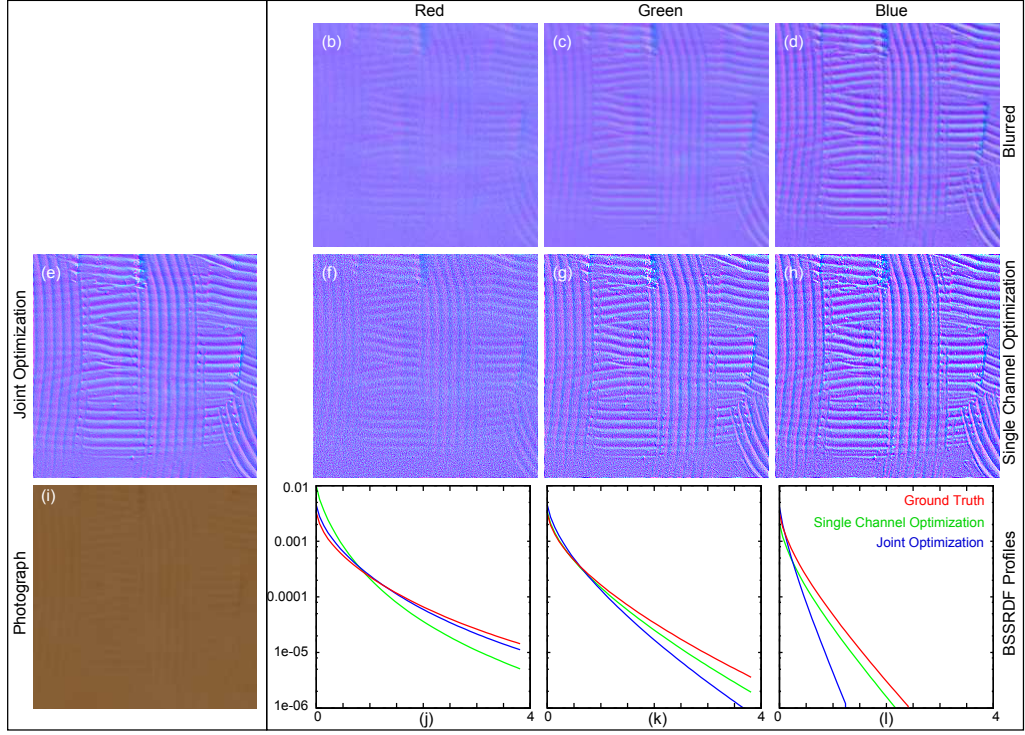 Red Green Blue
(b) (c) (d)
Blurred
(e) (f) (g) (h)
Joint Optimization
Single Channel Optimization
(i)
Photograph
0.01
0.001
0.0001
1e-05
1e-06
Ground Truth
Single Channel Optimization
Joint Optimization
BSSRDF Profiles
0 (j) 4 0 (k) 4 0 (l) 4